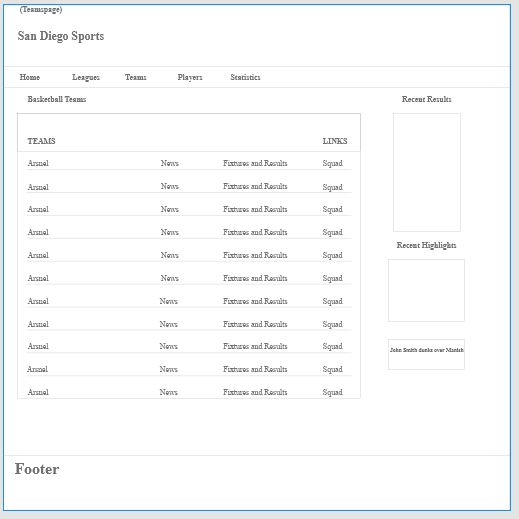 (Teamspage)
San Diego Sports
Home Leagues Teams Players Statistics
Basketball Teams
TEAMS LINKS
Arsnel News Fixtures and Results Squad
Arsnel News Fixtures and Results Squad
Arsnel News Fixtures and Results Squad
Arsnel News Fixtures and Results Squad
Arsnel News Fixtures and Results Squad
Arsnel News Fixtures and Results Squad
Arsnel News Fixtures and Results Squad
Arsnel News Fixtures and Results Squad
Arsnel News Fixtures and Results Squad
Arsnel News Fixtures and Results Squad
Arsnel News Fixtures and Results Squad
Recent Results
Recent Highlights
John Smith dunks over Manish
Footer